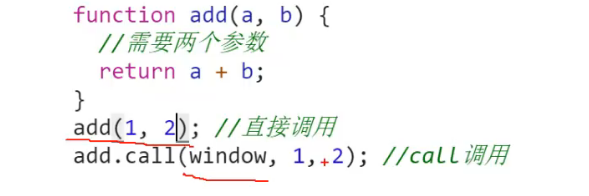 function add(a, b) {
//需要两个参数
return a + b;
}
add(1, 2); //直接调用
add.call(window, 1, 2); //call调用